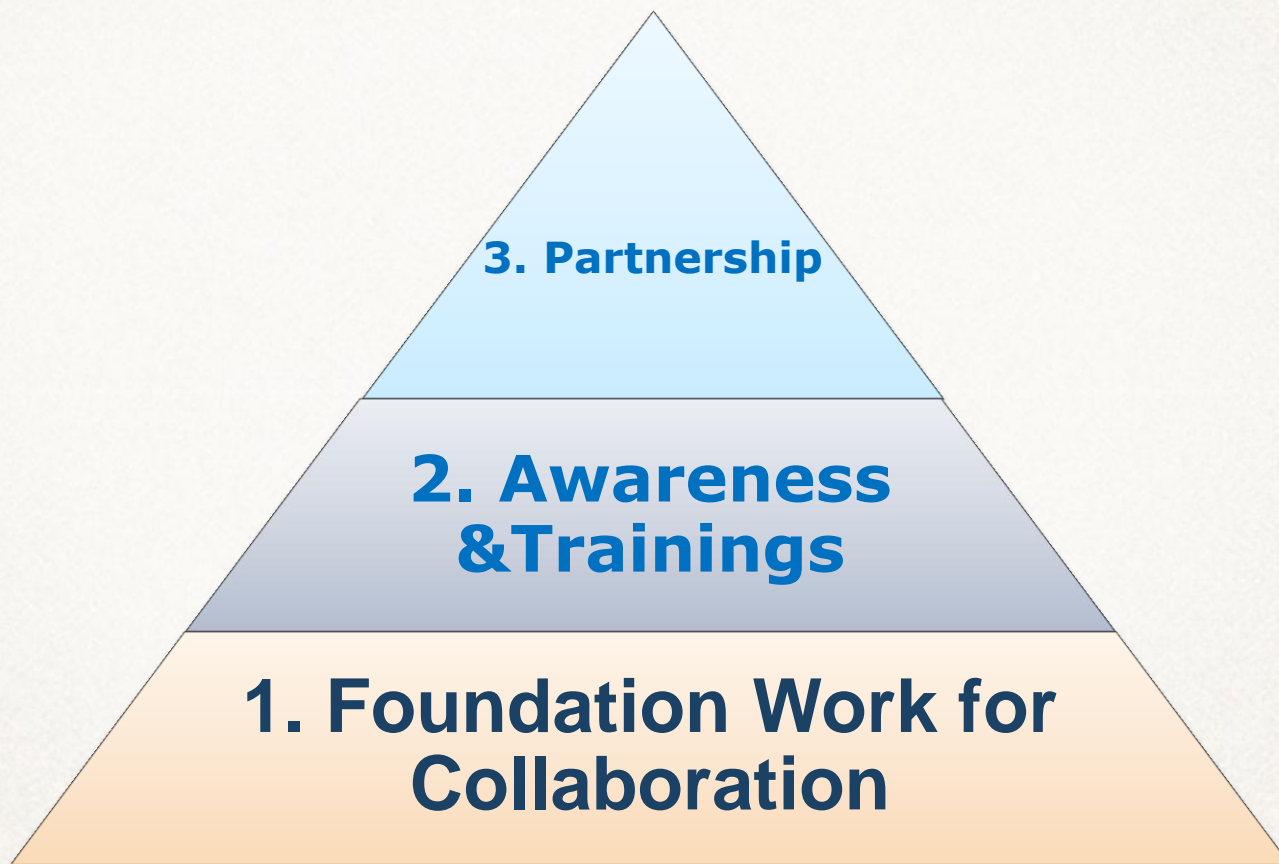 3. Partnership
2. Awareness
&Trainings
1. Foundation Work for
Collaboration